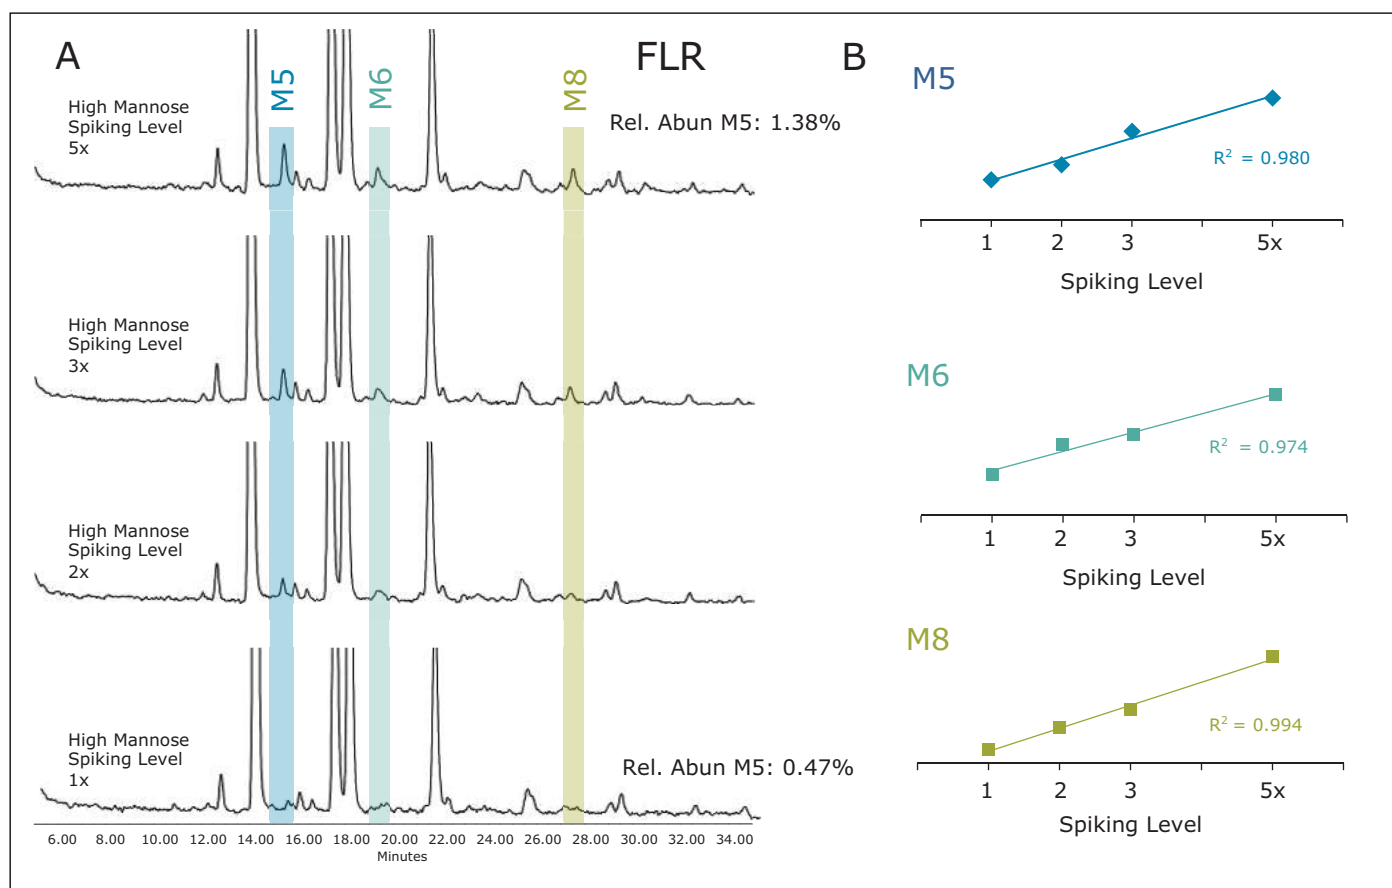 A
FLR
B
M5
M6
M8
High Mannose
Spiking Level
5x
Rel. Abun M5: 1.38%
High Mannose
Spiking Level
3x
High Mannose
Spiking Level
2x
High Mannose
Spiking Level
1x
Rel. Abun M5: 0.47%
6.00 8.00 10.00 12.00 14.00 16.00 18.00 20.00 22.00 24.00 26.00 28.00 30.00 32.00 34.00
Minutes
M5
R² = 0.980
1 2 3 5x
Spiking Level
M6
R² = 0.974
1 2 3 5x
Spiking Level
M8
R² = 0.994
1 2 3 5x
Spiking Level